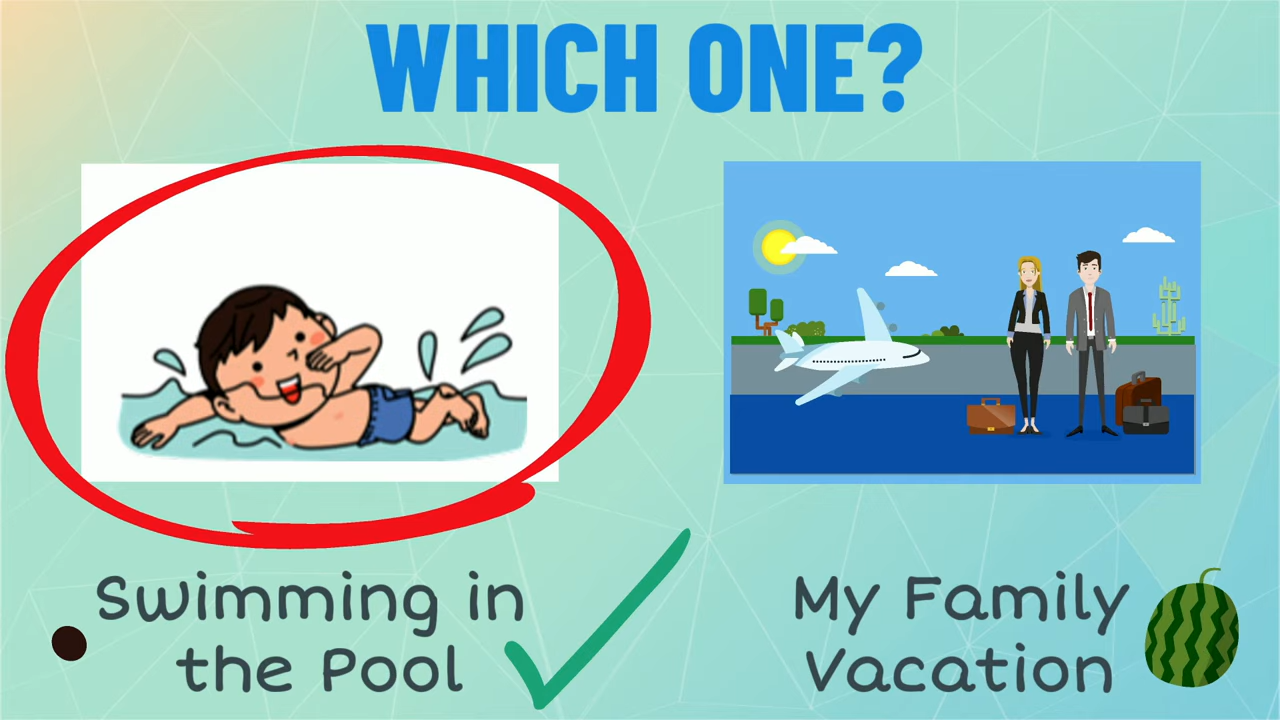 WHICH ONE?
Swimming in
the Pool
My Family
Vacation